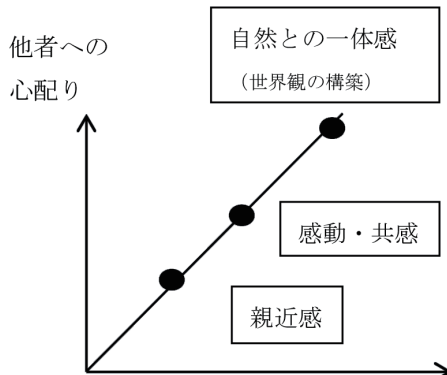 他者への
心配り
自然との一体感
（世界観の構築）
感動・共感
親近感